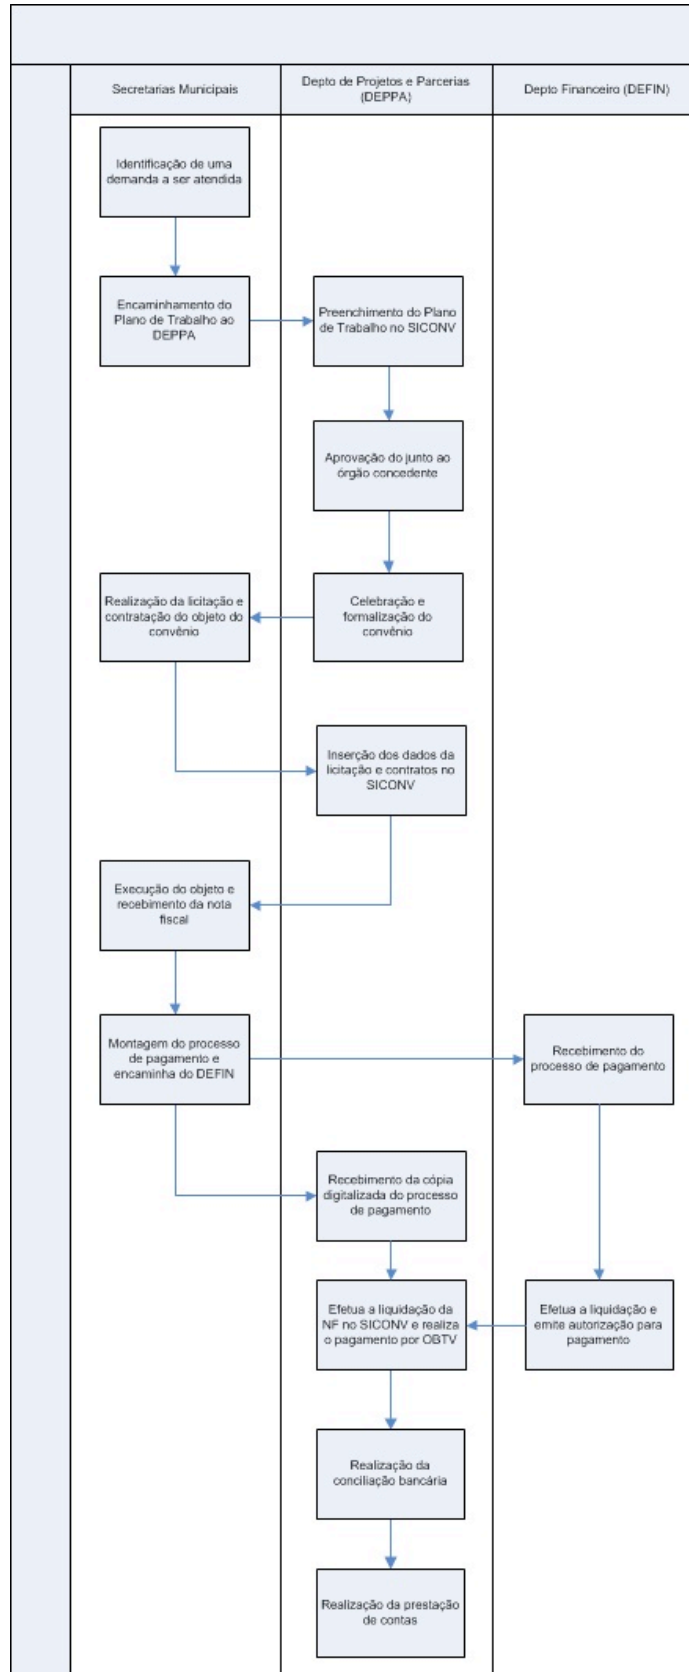 Secretarias Municipais
Depto de Projetos e Parcerias
(DEPPA)
Depto Financeiro (DEFIN)
Identificação de uma
demanda a ser atendida
Encaminhamento do
Plano de Trabalho ao
DEPPA
Preenchimento do Plano
de Trabalho no SICONV
Aprovação do junto ao
órgão concedente
Realização da licitação e
contratação do objeto do
convênio
Celebração e
formalização do
convênio
Inserção dos dados da
licitação e contratos no
SICONV
Execução do objeto e
recebimento da nota
fiscal
Montagem do processo
de pagamento e
encaminha do DEFIN
Recebimento do
processo de pagamento
Recebimento da cópia
digitalizada do processo
de pagamento
Efetua a liquidação da
NF no SICONV e realiza
o pagamento por OBTV
Efetua a liquidação e
emite autorização para
pagamento
Realização da
conciliação bancária
Realização da prestação
de contas